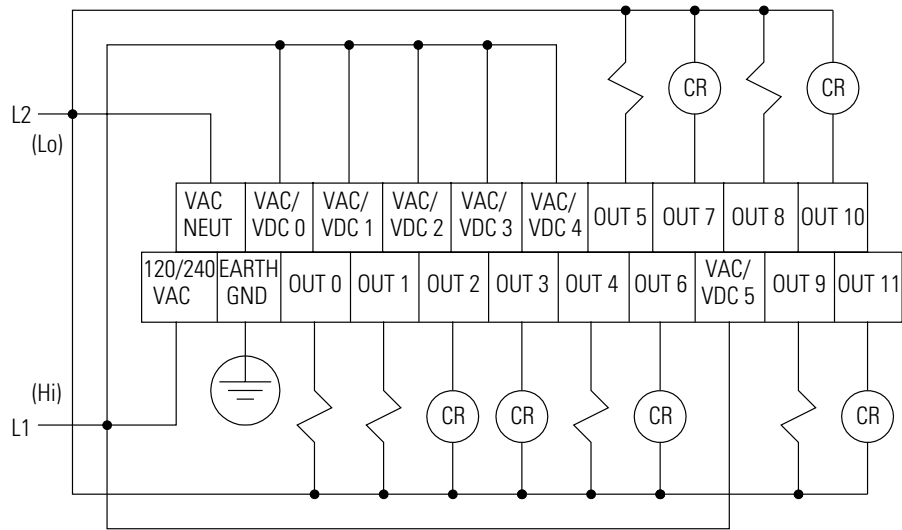 CR
CR
L2
(Lo)
VAC
NEUT
VAC/
VDC 0
VAC/
VDC 1
VAC/
VDC 2
VAC/
VDC 3
VAC/
VDC 4
OUT 5
OUT 7
OUT 8
OUT 10
120/240
VAC
EARTH
GND
OUT 0
OUT 1
OUT 2
OUT 3
OUT 4
OUT 6
VAC/
VDC 5
OUT 9
OUT 11
(Hi)
L1
CR
CR
CR
CR